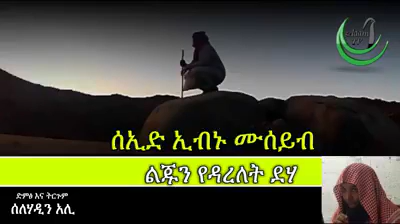 ሰኢድ ኢብኑ ሙሰይብ
ልጁን የዳረለት ደሃ
ድምፅ እና ትርጉም
ሰለሃዲን አሊ